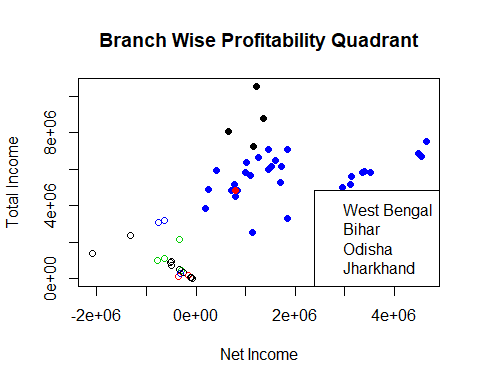 Branch Wise Profitability Quadrant
Total Income
0e+00 4e+06 8e+06
West Bengal
Bihar
Odisha
Jharkhand
-2e+06 0e+00 2e+06 4e+06
Net Income